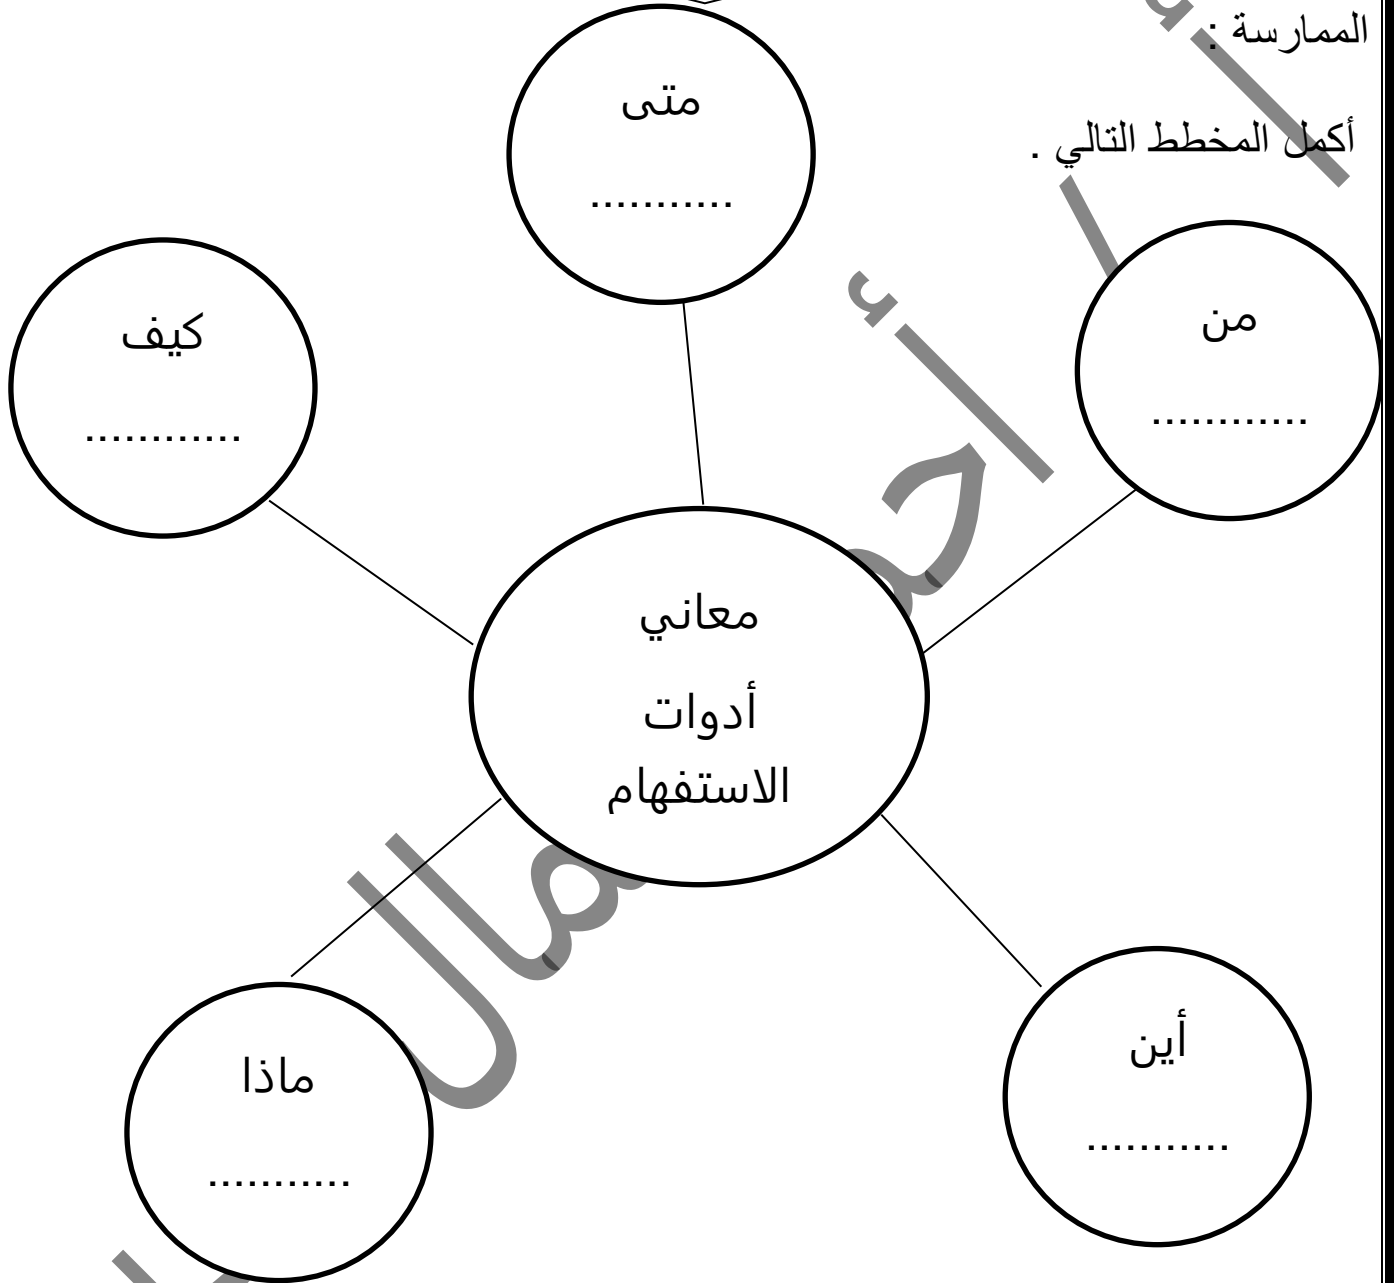 الممارسة :
أكمل المخطط التالي .
متى
...........
من
............
كيف
............
معاني
أدوات
الاستفهام
أين
...........
ماذا
...........